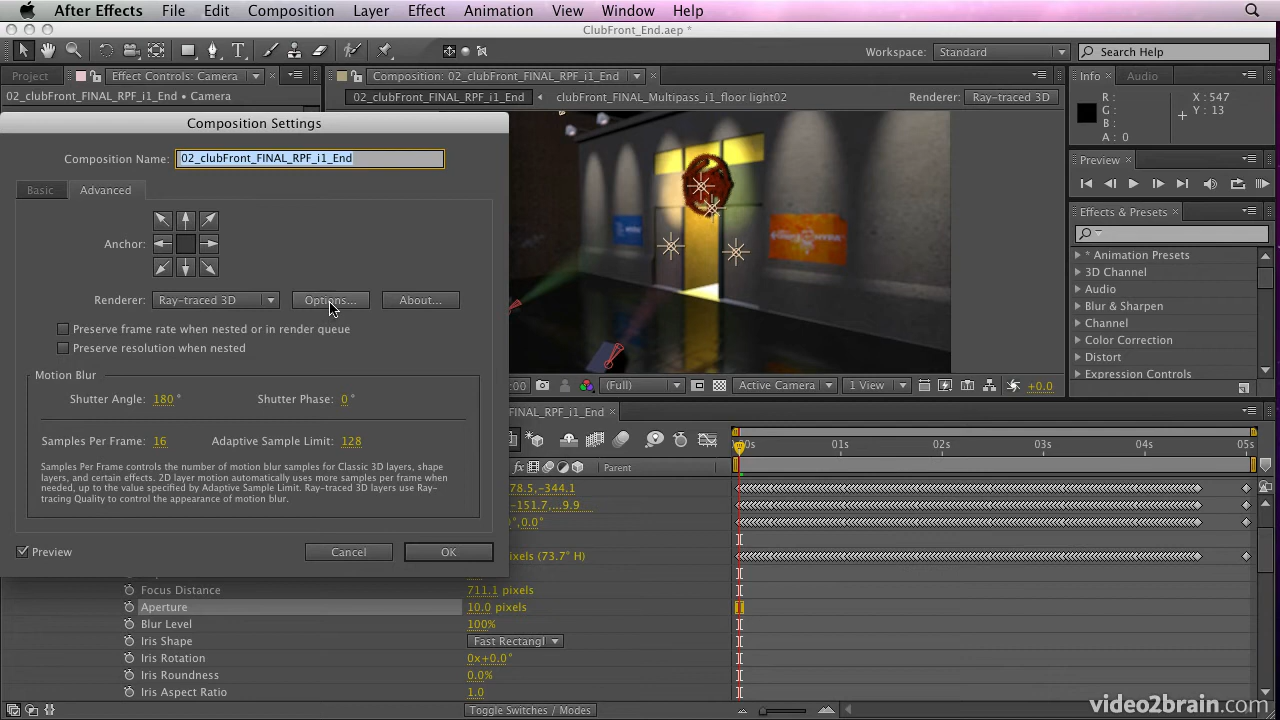 After Effects File Edit Composition Layer Effect Animation View Window Help
ClubFront_End.aep *
Workspace: Standard Search Help
Project Effect Controls: Camera Composition: 02_clubFront_FINAL_RPF_i1_End Info Audio
02_clubFront_FINAL_RPF_i1_End • Camera 02_clubFront_FINAL_RPF_i1_End clubFront_FINAL_Multipass_i1_floor light02 Renderer: Ray-traced 3D
R: X: 547
G: Y: 13
B:
A: 0
Composition Settings
Composition Name: 02_clubFront_FINAL_RPF_i1_End
Basic Advanced
Anchor:
Renderer: Ray-traced 3D Options... About...
Preserve frame rate when nested or in render queue
Preserve resolution when nested
Motion Blur
Shutter Angle: 180 ° Shutter Phase: 0 °
Samples Per Frame: 16 Adaptive Sample Limit: 128
Samples Per Frame controls the number of motion blur samples for Classic 3D layers, shape
layers, and certain effects. 2D layer motion automatically uses more samples per frame when
needed, up to the value specified by Adaptive Sample Limit. Ray-traced 3D layers use Ray-
tracing Quality to control the appearance of motion blur.
Preview Cancel OK
Preview
Effects & Presets
* Animation Presets
3D Channel
Audio
Blur & Sharpen
Channel
Color Correction
Distort
Expression Controls
:00 (Full) Active Camera 1 View +0.0
FINAL_RPF_i1_End
:00s 01s 02s 03s 04s 05s
fx Parent
78.5,-344.1
-151.7,...9.9
°,0.0°
ixels (73.7° H)
Focus Distance 711.1 pixels
Aperture 10.0 pixels
Blur Level 100%
Iris Shape Fast Rectangl
Iris Rotation 0x+0.0°
Iris Roundness 0.0%
Iris Aspect Ratio 1.0
Toggle Switches / Modes
video2brain.com